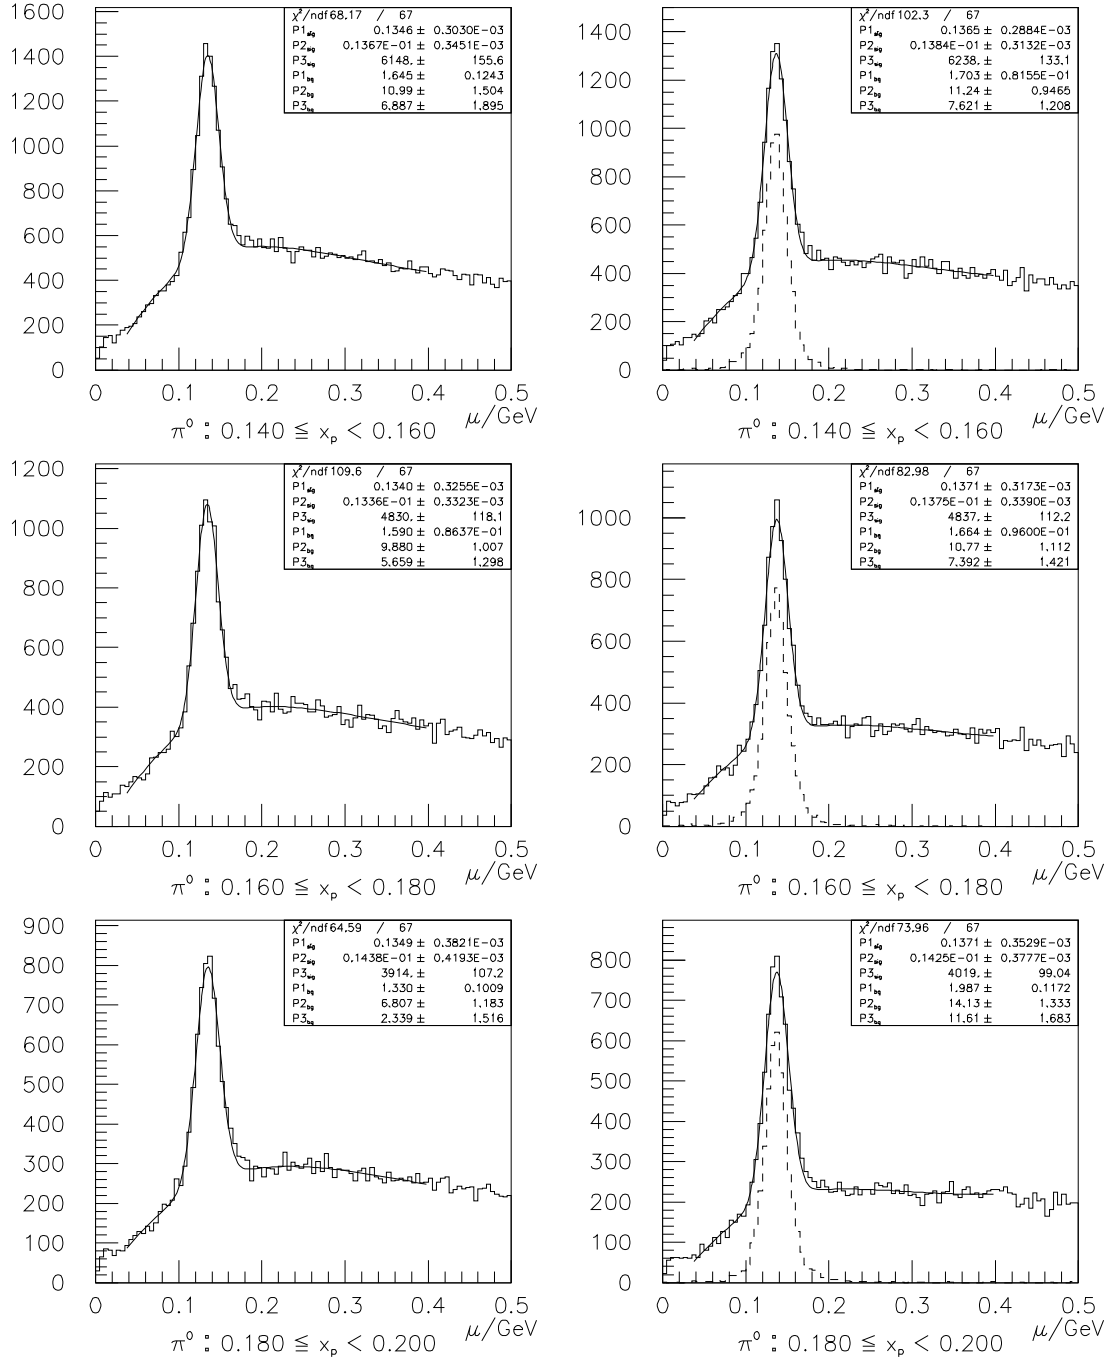 χ²/ndf 68.17 / 67
P1sig 0.1346 ± 0.3030E-03
P2sig 0.1367E-01 ± 0.3451E-03
P3sig 6148. ± 155.6
P1bg 1.645 ± 0.1243
P2bg 10.99 ± 1.504
P3bg 6.887 ± 1.895
1600
1400
1200
1000
800
600
400
200
0
0 0.1 0.2 0.3 0.4 0.5
μ/GeV
π⁰ : 0.140 ≦ xp < 0.160
χ²/ndf 102.3 / 67
P1sig 0.1365 ± 0.2884E-03
P2sig 0.1384E-01 ± 0.3132E-03
P3sig 6238. ± 133.1
P1bg 1.703 ± 0.8155E-01
P2bg 11.24 ± 0.9465
P3bg 7.621 ± 1.208
1400
1200
1000
800
600
400
200
0
0 0.1 0.2 0.3 0.4 0.5
μ/GeV
π⁰ : 0.140 ≦ xp < 0.160
χ²/ndf 109.6 / 67
P1sig 0.1340 ± 0.3255E-03
P2sig 0.1336E-01 ± 0.3323E-03
P3sig 4830. ± 118.1
P1bg 1.590 ± 0.8637E-01
P2bg 9.880 ± 1.007
P3bg 5.659 ± 1.298
1200
1000
800
600
400
200
0
0 0.1 0.2 0.3 0.4 0.5
μ/GeV
π⁰ : 0.160 ≦ xp < 0.180
χ²/ndf 82.98 / 67
P1sig 0.1371 ± 0.3173E-03
P2sig 0.1375E-01 ± 0.3390E-03
P3sig 4837. ± 112.2
P1bg 1.664 ± 0.9600E-01
P2bg 10.77 ± 1.112
P3bg 7.392 ± 1.421
1000
800
600
400
200
0
0 0.1 0.2 0.3 0.4 0.5
μ/GeV
π⁰ : 0.160 ≦ xp < 0.180
χ²/ndf 64.59 / 67
P1sig 0.1349 ± 0.3821E-03
P2sig 0.1438E-01 ± 0.4193E-03
P3sig 3914. ± 107.2
P1bg 1.330 ± 0.1009
P2bg 6.807 ± 1.183
P3bg 2.339 ± 1.516
900
800
700
600
500
400
300
200
100
0
0 0.1 0.2 0.3 0.4 0.5
μ/GeV
π⁰ : 0.180 ≦ xp < 0.200
χ²/ndf 73.96 / 67
P1sig 0.1371 ± 0.3529E-03
P2sig 0.1425E-01 ± 0.3777E-03
P3sig 4019. ± 99.04
P1bg 1.987 ± 0.1172
P2bg 14.13 ± 1.333
P3bg 11.61 ± 1.683
800
700
600
500
400
300
200
100
0
0 0.1 0.2 0.3 0.4 0.5
μ/GeV
π⁰ : 0.180 ≦ xp < 0.200